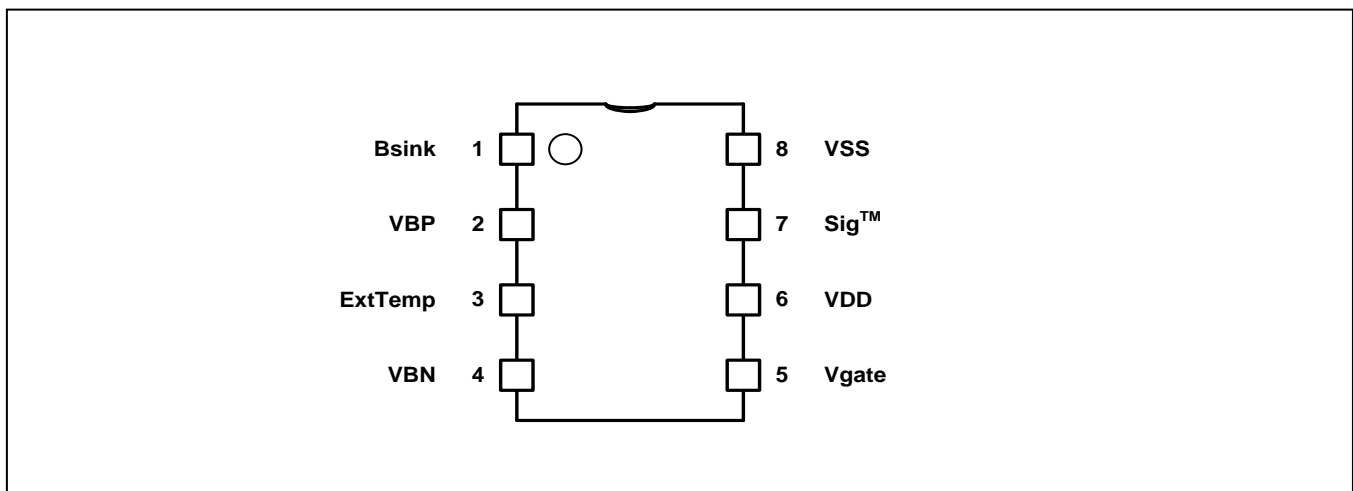 Bsink 1 8 VSS
VBP 2 7 Sig™
ExtTemp 3 6 VDD
VBN 4 5 Vgate